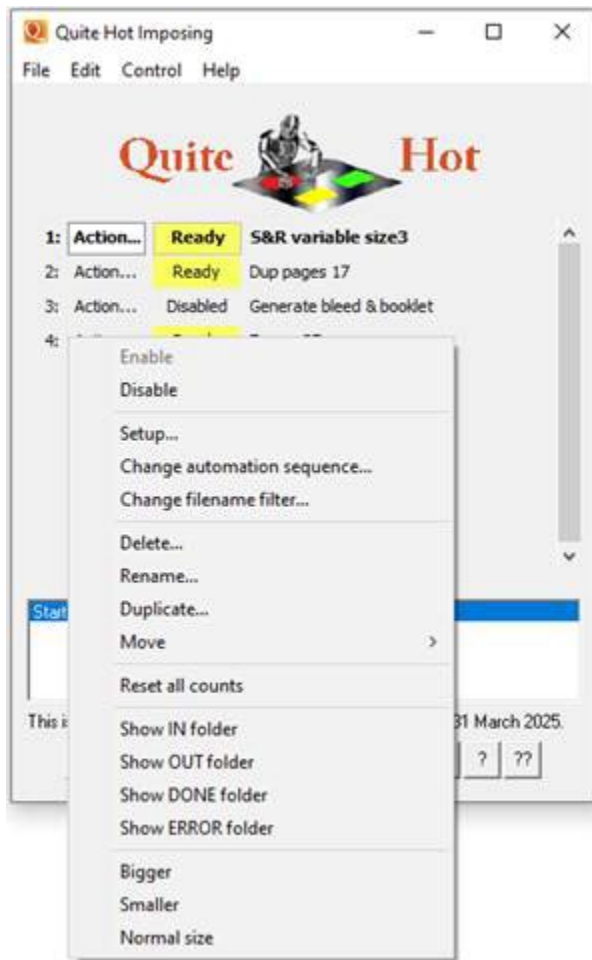 Quite Hot Imposing
File Edit Control Help
Quite Hot
1: Action... Ready S&R variable size3
2: Action... Ready Dup pages 17
3: Action... Disabled Generate bleed & booklet
4:
Enable
Disable
Setup...
Change automation sequence...
Change filename filter...
Delete...
Rename...
Duplicate...
Move >
Reset all counts
Start
This 31 March 2025.
Show IN folder
Show OUT folder
? ??
Show DONE folder
Show ERROR folder
Bigger
Smaller
Normal size